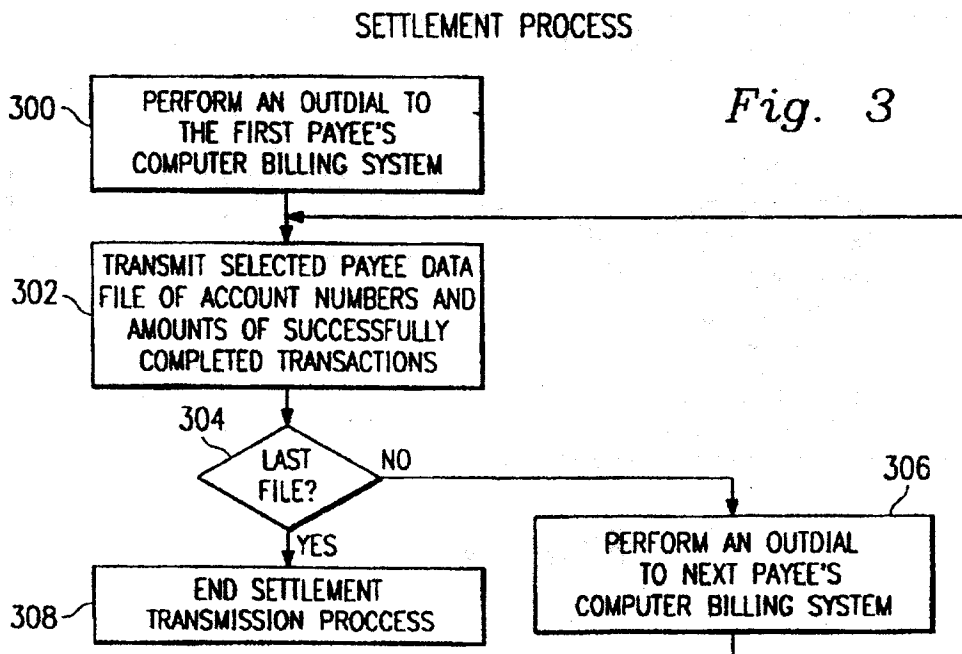 SETTLEMENT PROCESS
Fig. 3
300
PERFORM AN OUTDIAL TO
THE FIRST PAYEE'S
COMPUTER BILLING SYSTEM
302
TRANSMIT SELECTED PAYEE DATA
FILE OF ACCOUNT NUMBERS AND
AMOUNTS OF SUCCESSFULLY
COMPLETED TRANSACTIONS
304
LAST
FILE?
NO
YES
306
PERFORM AN OUTDIAL
TO NEXT PAYEE'S
COMPUTER BILLING SYSTEM
308
END SETTLEMENT
TRANSMISSION PROCCESS